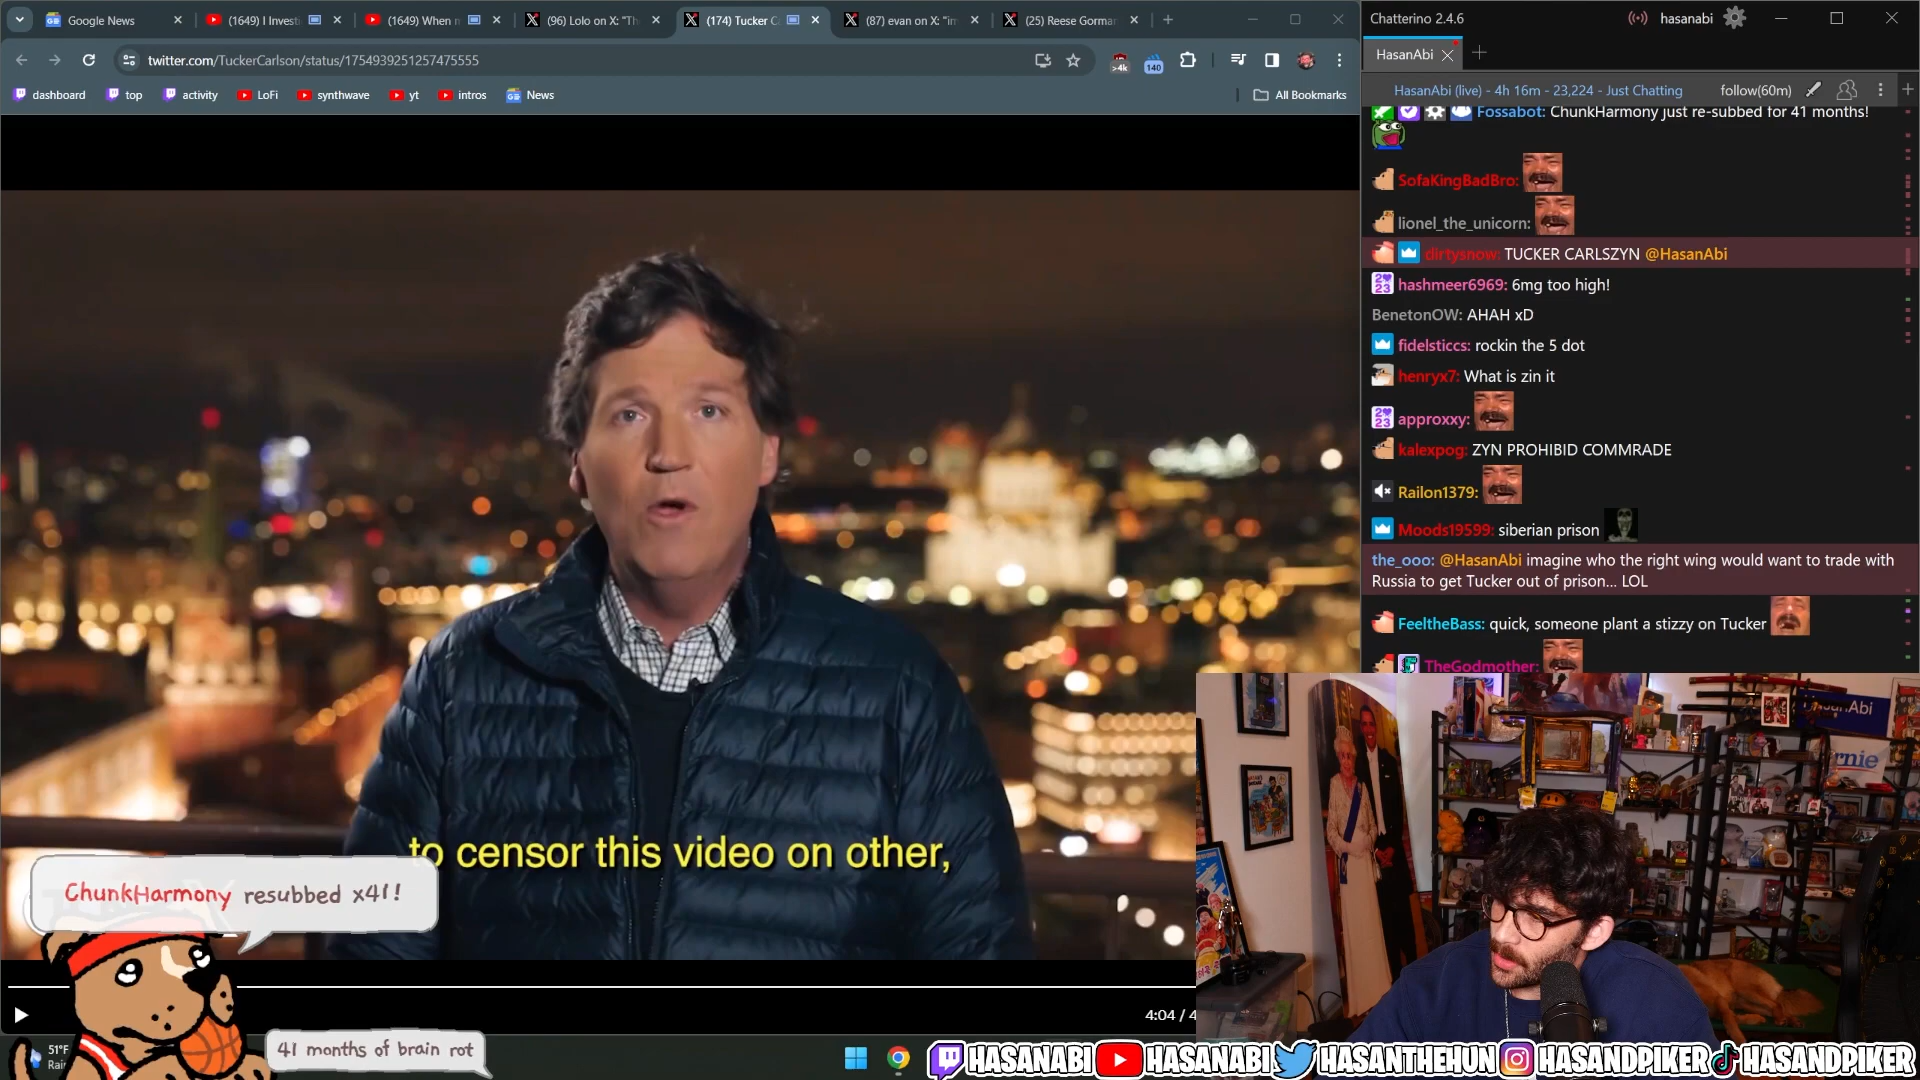 Google News
(1649) I Invest
(1649) When
(96) Lolo on X: "Th
(174) Tucker C
(87) evan on X: "i
(25) Reese Gorma
twitter.com/TuckerCarlson/status/1754939251257475555
>4k
140
dashboard
top
activity
LoFi
synthwave
yt
intros
News
All Bookmarks
to censor this video on other,
ChunkHarmony resubbed x41!
41 months of brain rot
4:04 / 4
51°F
Rai
Chatterino 2.4.6
hasanabi
HasanAbi
HasanAbi (live) - 4h 16m - 23,224 - Just Chatting
follow(60m)
Fossabot: ChunkHarmony just re-subbed for 41 months!
SofaKingBadBro:
lionel_the_unicorn:
dirtysnow: TUCKER CARLSZYN @HasanAbi
hashmeer6969: 6mg too high!
BenetonOW: AHAH xD
fidelsticcs: rockin the 5 dot
henryx7: What is zin it
approxxy:
kalexpog: ZYN PROHIBID COMMRADE
Railon1379:
Moods19599: siberian prison
the_ooo: @HasanAbi imagine who the right wing would want to trade with
Russia to get Tucker out of prison... LOL
FeeltheBass: quick, someone plant a stizzy on Tucker
TheGodmother:
HASANABI HASANABI HASANTHEHUN HASANDPIKER HASANDPIKER